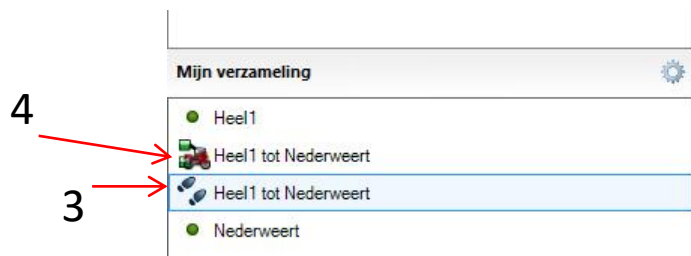 Mijn verzameling
Heel1
4
Heel1 tot Nederweert
3
Heel1 tot Nederweert
Nederweert